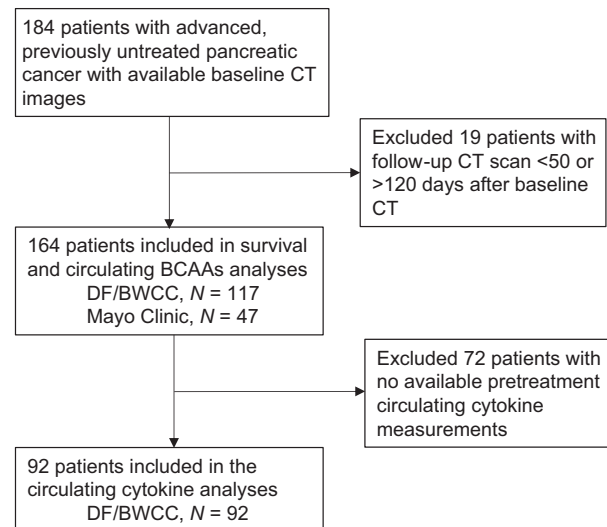 184 patients with advanced,
previously untreated pancreatic
cancer with available baseline CT
images
Excluded 19 patients with
follow-up CT scan <50 or
>120 days after baseline
CT
164 patients included in survival
and circulating BCAAs analyses
DF/BWCC, N = 117
Mayo Clinic, N = 47
Excluded 72 patients with
no available pretreatment
circulating cytokine
measurements
92 patients included in the
circulating cytokine analyses
DF/BWCC, N = 92